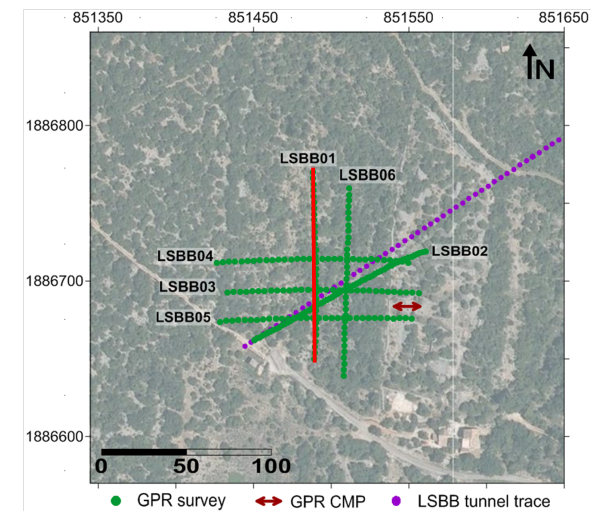 851350 851450 851550 851650
N
1886800
LSBB01
LSBB06
LSBB04
LSBB02
1886700
LSBB03
LSBB05
1886600
0 50 100
GPR survey GPR CMP LSBB tunnel trace